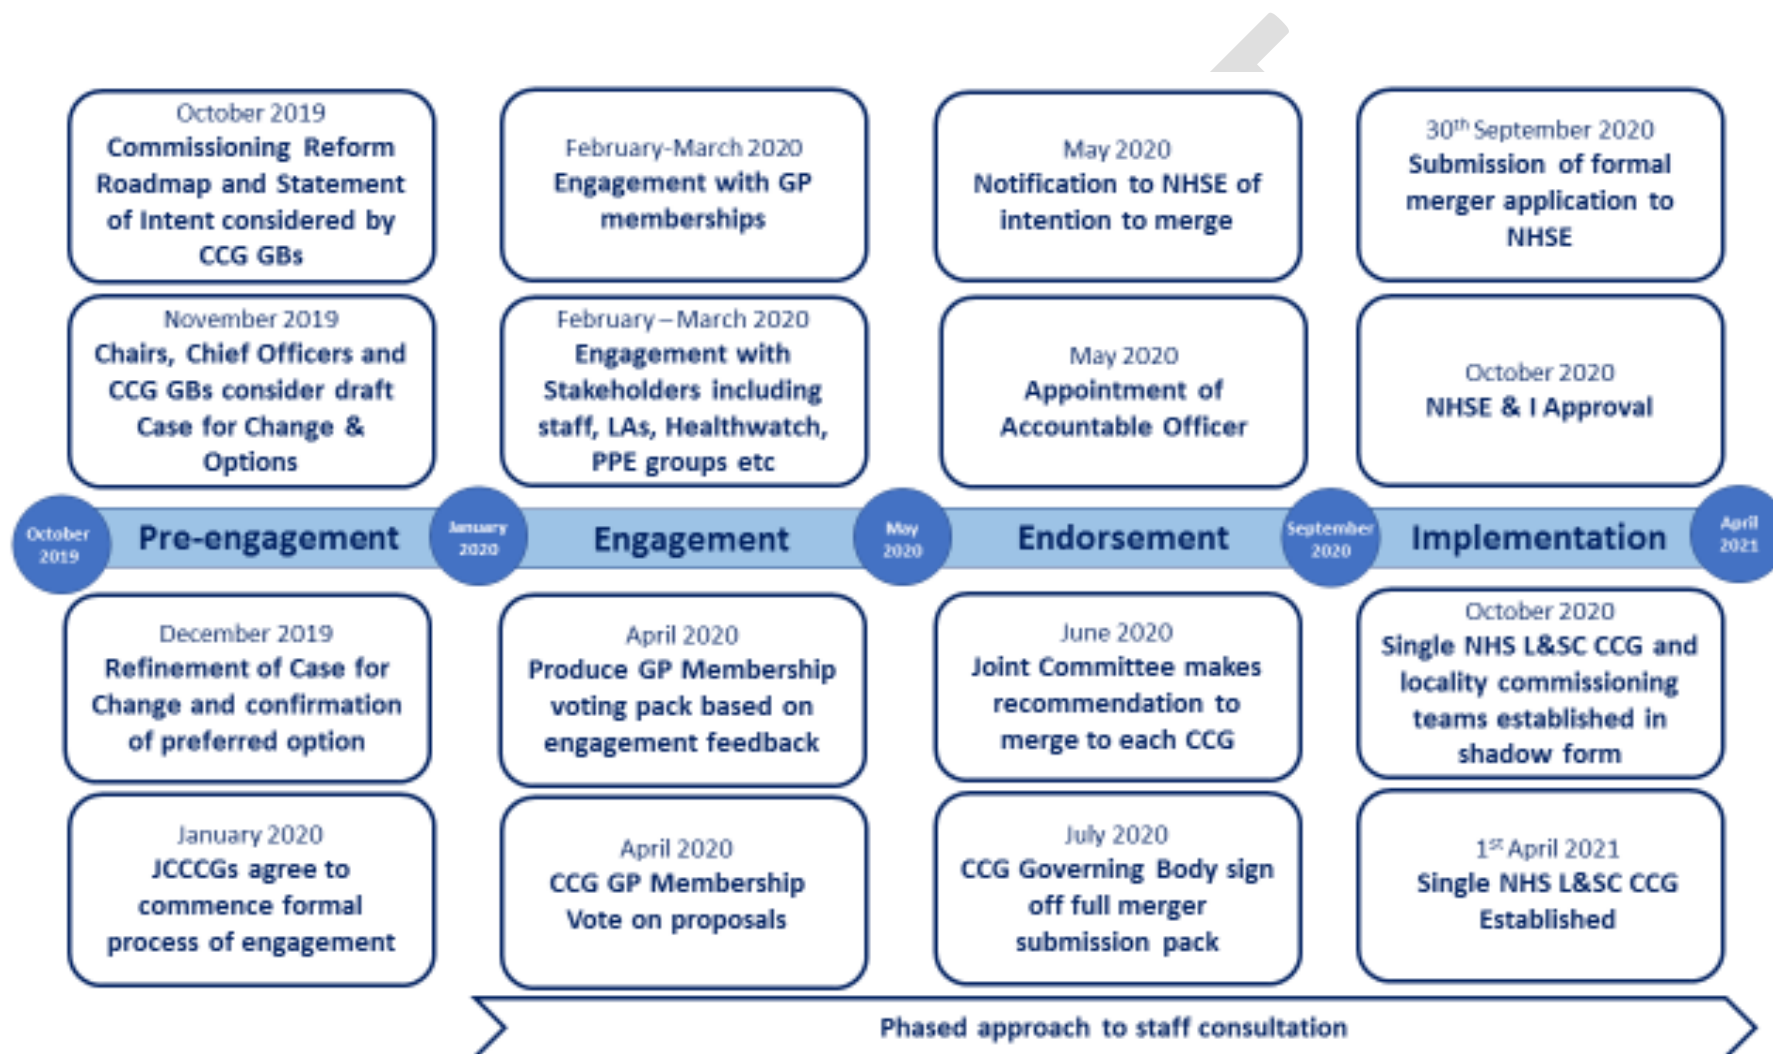 October 2019
Commissioning Reform
Roadmap and Statement
of Intent considered by
CCG GBs
November 2019
Chairs, Chief Officers and
CCG GBs consider draft
Case for Change &
Options
February-March 2020
Engagement with GP
memberships
February – March 2020
Engagement with
Stakeholders including
staff, LAs, Healthwatch,
PPE groups etc
May 2020
Notification to NHSE of
intention to merge
May 2020
Appointment of
Accountable Officer
30th September 2020
Submission of formal
merger application to
NHSE
October 2020
NHSE & I Approval
October
2019
Pre-engagement
January
2020
Engagement
May
2020
Endorsement
September
2020
Implementation
April
2021
December 2019
Refinement of Case for
Change and confirmation
of preferred option
January 2020
JCCCGs agree to
commence formal
process of engagement
April 2020
Produce GP Membership
voting pack based on
engagement feedback
April 2020
CCG GP Membership
Vote on proposals
June 2020
Joint Committee makes
recommendation to
merge to each CCG
July 2020
CCG Governing Body sign
off full merger
submission pack
October 2020
Single NHS L&SC CCG and
locality commissioning
teams established in
shadow form
1st April 2021
Single NHS L&SC CCG
Established
Phased approach to staff consultation